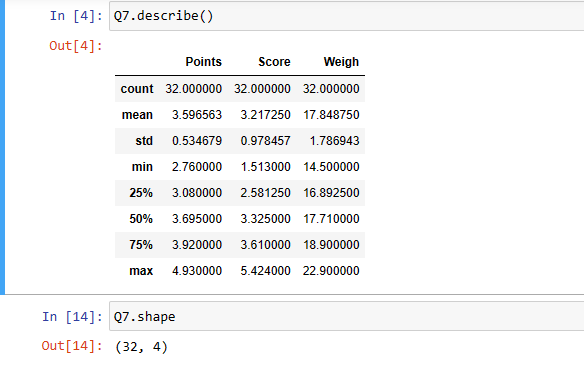 In [4]: Q7.describe()
Out[4]:
Points Score Weigh
count 32.000000 32.000000 32.000000
mean 3.596563 3.217250 17.848750
std 0.534679 0.978457 1.786943
min 2.760000 1.513000 14.500000
25% 3.080000 2.581250 16.892500
50% 3.695000 3.325000 17.710000
75% 3.920000 3.610000 18.900000
max 4.930000 5.424000 22.900000
In [14]: Q7.shape
Out[14]: (32, 4)